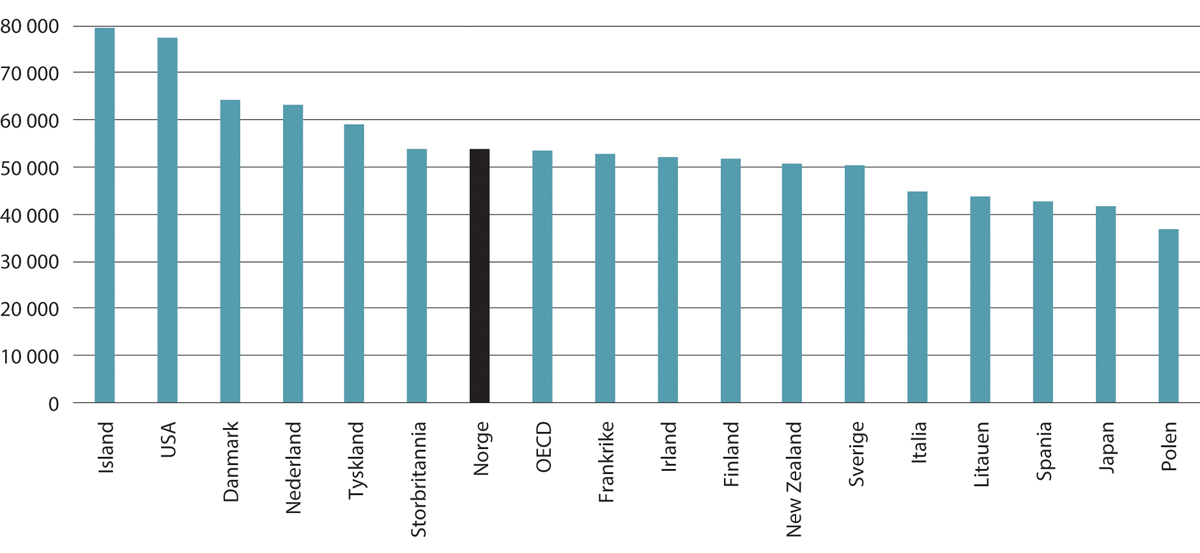 80 000
70 000
60 000
50 000
40 000
30 000
20 000
10 000
0
Island
USA
Danmark
Nederland
Tyskland
Storbritannia
Norge
OECD
Frankrike
Irland
Finland
New Zealand
Sverige
Italia
Litauen
Spania
Japan
Polen